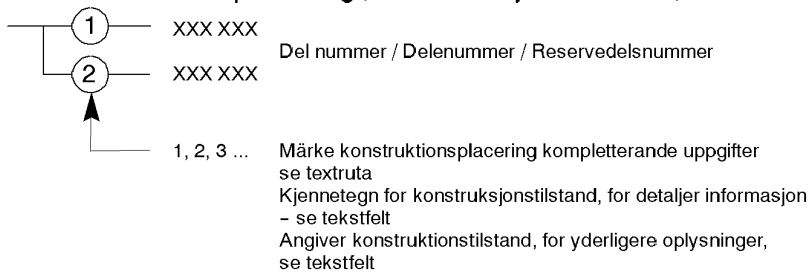 1 XXX XXX
Del nummer / Delenummer / Reservedelsnummer
2 XXX XXX
1, 2, 3 ... Märke konstruktionsplacering kompletterande uppgifter
se textruta
Kjennetegn for konstruksjonstilstand, for detaljer informasjon
– se tekstfelt
Angiver konstruktionstilstand, for yderligere oplysninger,
se tekstfelt